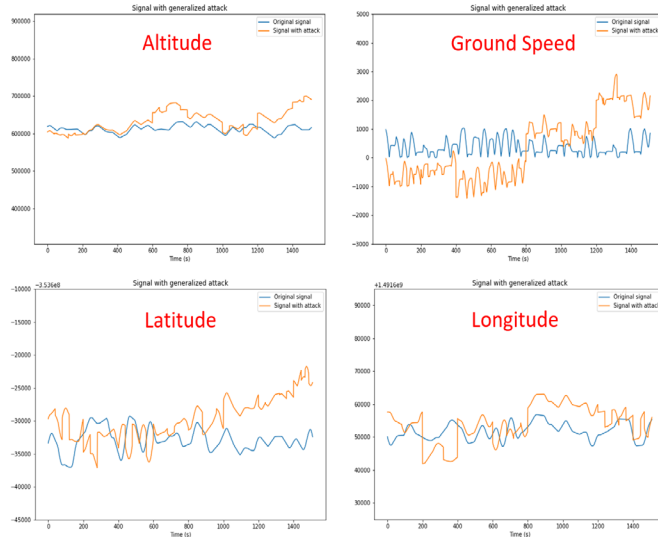 Signal with generalized attack
Altitude
Original signal
Signal with attack
900000
800000
700000
600000
500000
400000
0 200 400 600 800 1000 1200 1400
Time (s)
Signal with generalized attack
Ground Speed
Original signal
Signal with attack
5000
4000
3000
2000
1000
0
-1000
-2000
-3000
0 200 400 600 800 1000 1200 1400
Time (s)
Signal with generalized attack
Latitude
Original signal
Signal with attack
-10000
-15000
-20000
-25000
-30000
-35000
-40000
-45000
0 200 400 600 800 1000 1200 1400
Time (s)
+1.4916e9
Signal with generalized attack
Longitude
Original signal
Signal with attack
90000
80000
70000
60000
50000
40000
30000
0 200 400 600 800 1000 1200 1400
Time (s)